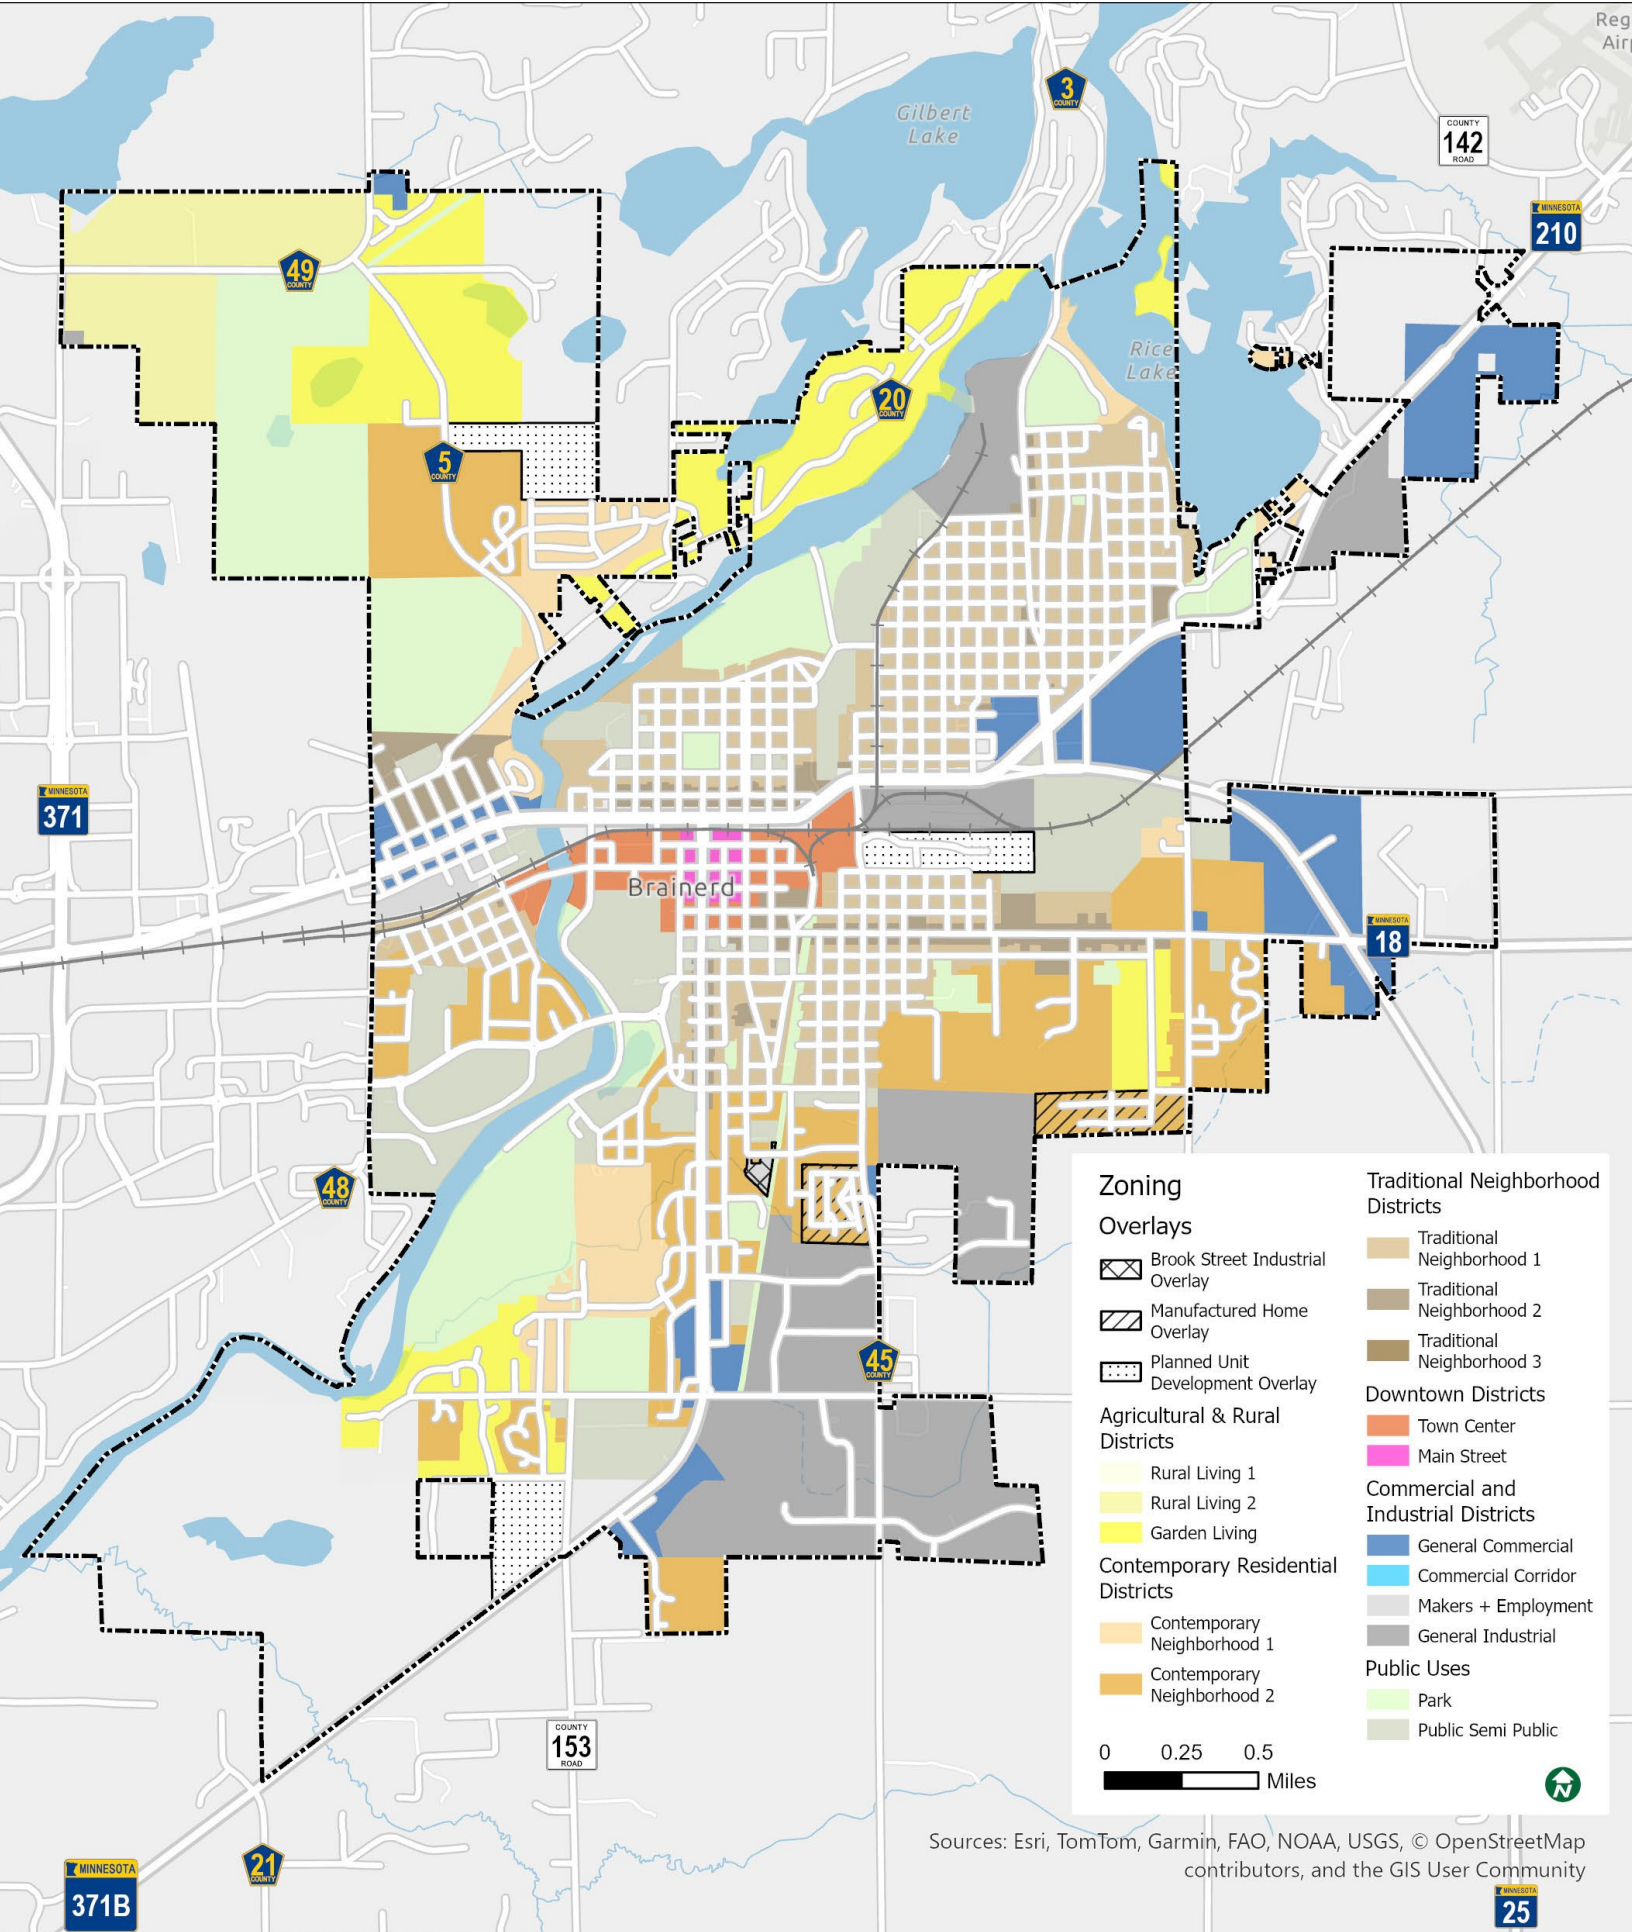 Reg
Air
Gilbert
Lake
3
COUNTY
COUNTY
142
ROAD
MINNESOTA
210
49
COUNTY
Rice
Lake
20
COUNTY
5
COUNTY
MINNESOTA
371
Brainerd
MINNESOTA
18
48
COUNTY
45
COUNTY
Zoning
Overlays
Brook Street Industrial
Overlay
Manufactured Home
Overlay
Planned Unit
Development Overlay
Agricultural & Rural
Districts
Rural Living 1
Rural Living 2
Garden Living
Contemporary Residential
Districts
Contemporary
Neighborhood 1
Contemporary
Neighborhood 2
Traditional Neighborhood
Districts
Traditional
Neighborhood 1
Traditional
Neighborhood 2
Traditional
Neighborhood 3
Downtown Districts
Town Center
Main Street
Commercial and
Industrial Districts
General Commercial
Commercial Corridor
Makers + Employment
General Industrial
Public Uses
Park
Public Semi Public
0 0.25 0.5
Miles
N
COUNTY
153
ROAD
Sources: Esri, TomTom, Garmin, FAO, NOAA, USGS, © OpenStreetMap
contributors, and the GIS User Community
21
COUNTY
MINNESOTA
371B
MINNESOTA
25